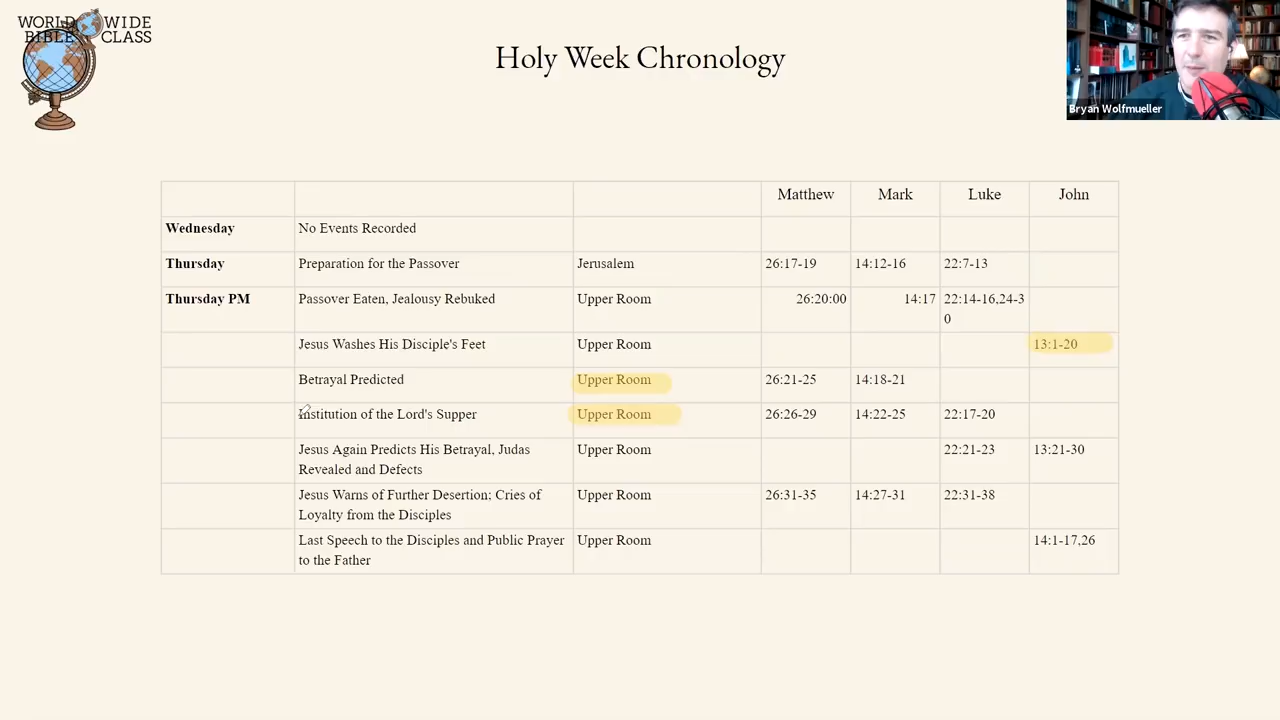 WORLD WIDE
BIBLE CLASS
Holy Week Chronology
Bryan Wolfmueller
Matthew Mark Luke John
Wednesday No Events Recorded
Thursday Preparation for the Passover Jerusalem 26:17-19 14:12-16 22:7-13
Thursday PM Passover Eaten, Jealousy Rebuked Upper Room 26:20:00 14:17 22:14-16,24-3
0
Jesus Washes His Disciple's Feet Upper Room 13:1-20
Betrayal Predicted Upper Room 26:21-25 14:18-21
Institution of the Lord's Supper Upper Room 26:26-29 14:22-25 22:17-20
Jesus Again Predicts His Betrayal, Judas Upper Room 22:21-23 13:21-30
Revealed and Defects
Jesus Warns of Further Desertion; Cries of Upper Room 26:31-35 14:27-31 22:31-38
Loyalty from the Disciples
Last Speech to the Disciples and Public Prayer Upper Room 14:1-17,26
to the Father